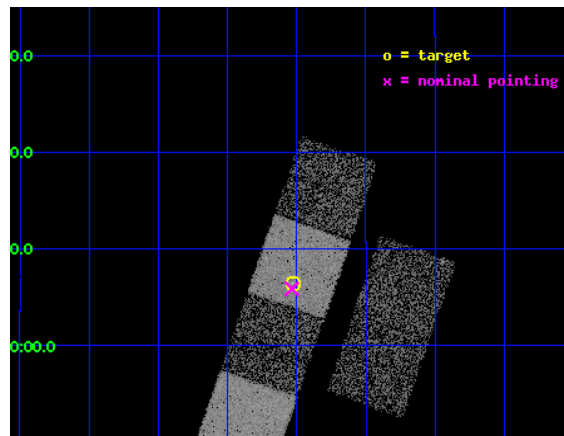 0.0
o = target
x = nominal pointing
0.0
0.0
0:00.0